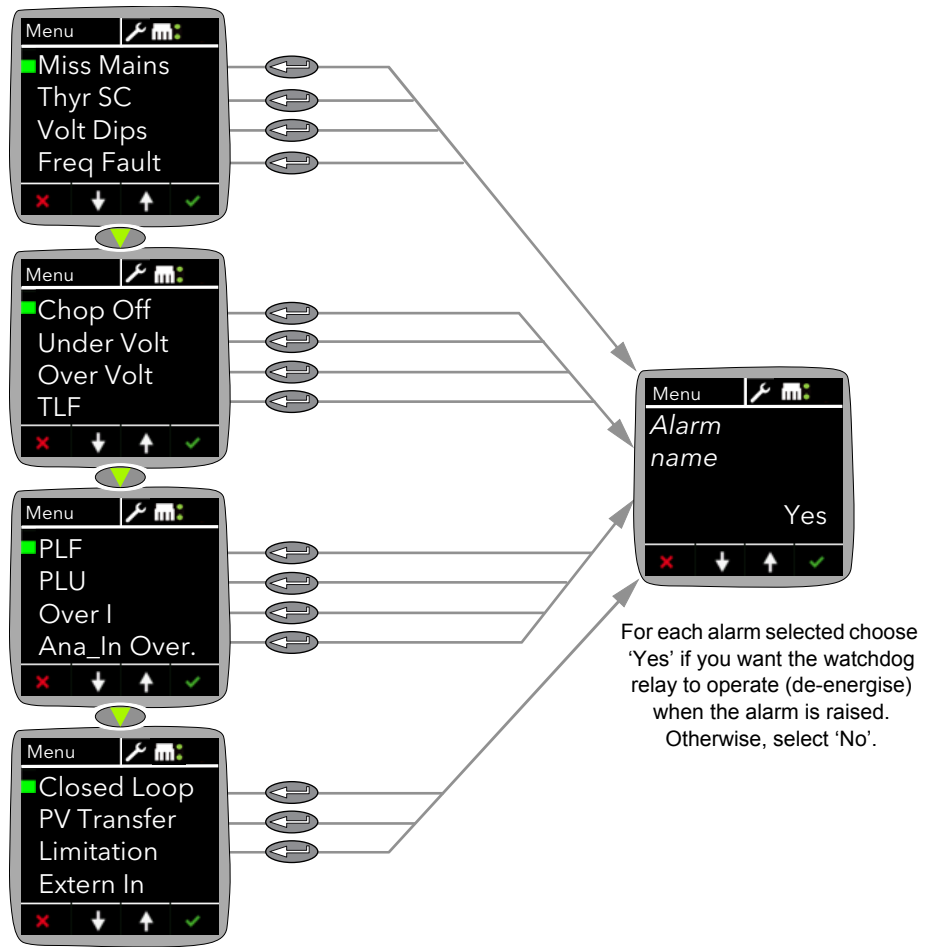 Menu
Miss Mains
Thyr SC
Volt Dips
Freq Fault
Menu
Chop Off
Under Volt
Over Volt
TLF
Menu
PLF
PLU
Over I
Ana_In Over.
Menu
Closed Loop
PV Transfer
Limitation
Extern In
Menu
Alarm
name
Yes
For each alarm selected choose
‘Yes’ if you want the watchdog
relay to operate (de-energise)
when the alarm is raised.
Otherwise, select ‘No’.